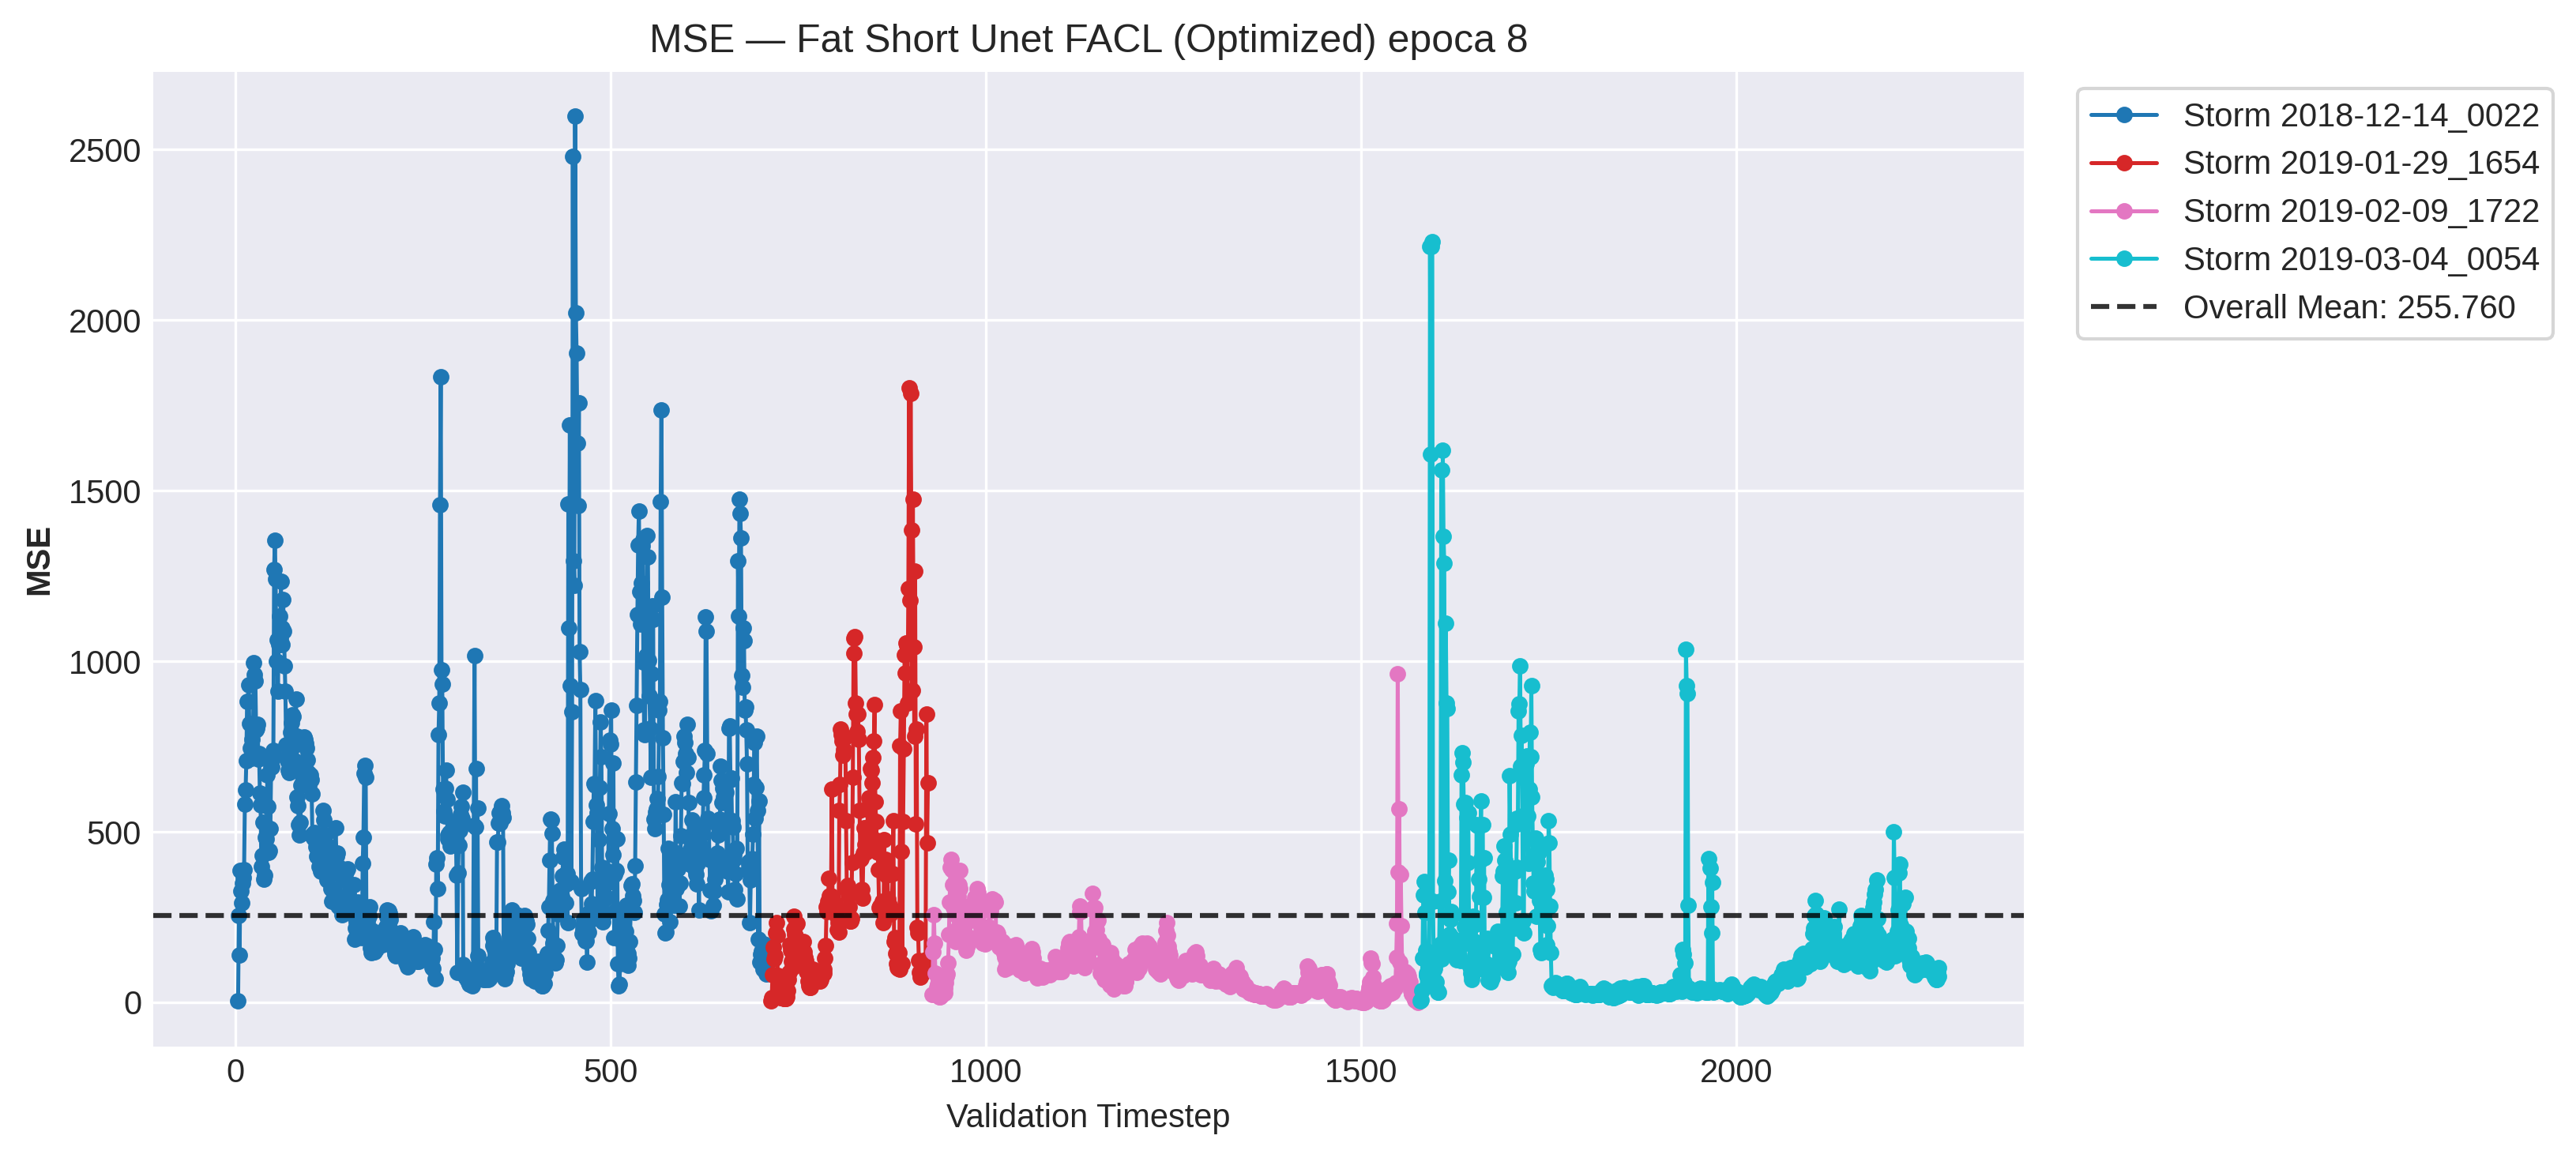 MSE — Fat Short Unet FACL (Optimized) epoca 8
Storm 2018-12-14_0022
Storm 2019-01-29_1654
Storm 2019-02-09_1722
Storm 2019-03-04_0054
Overall Mean: 255.760
MSE
2500
2000
1500
1000
500
0
0 500 1000 1500 2000
Validation Timestep